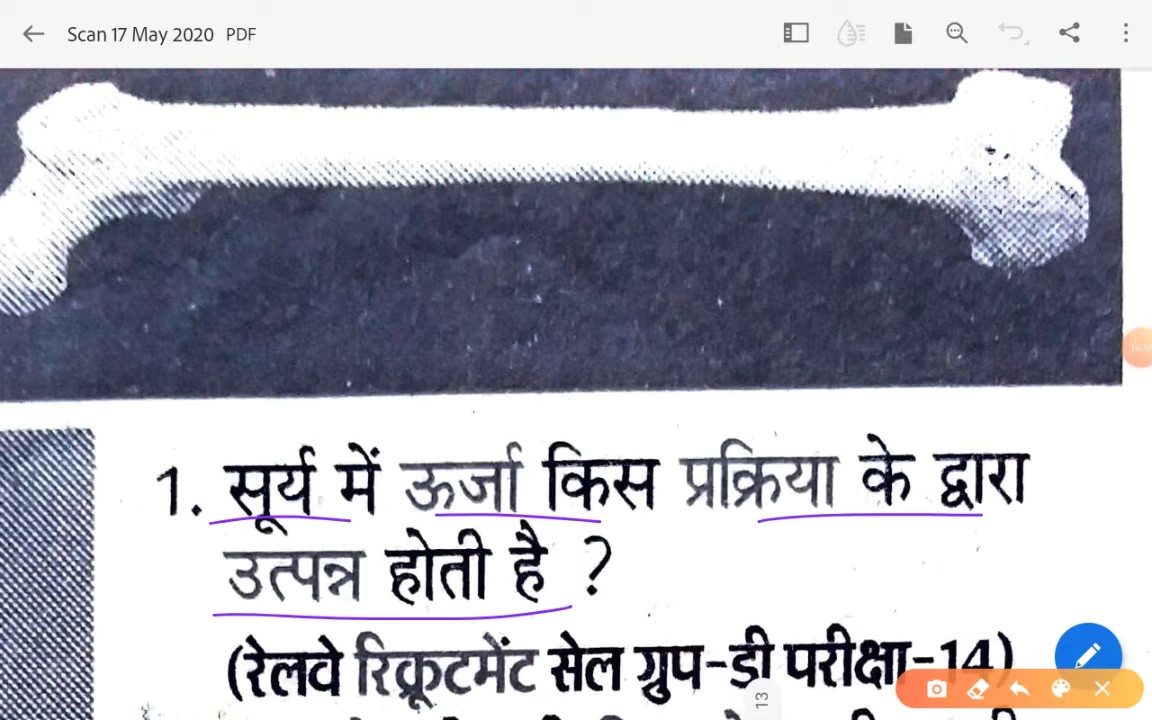 Scan 17 May 2020 PDF
1. सूर्य में ऊर्जा किस प्रक्रिया के द्वारा
उत्पन्न होती है ?
(रेलवे रिक्रूटमेंट सेल ग्रुप-डी परीक्षा-14)
13